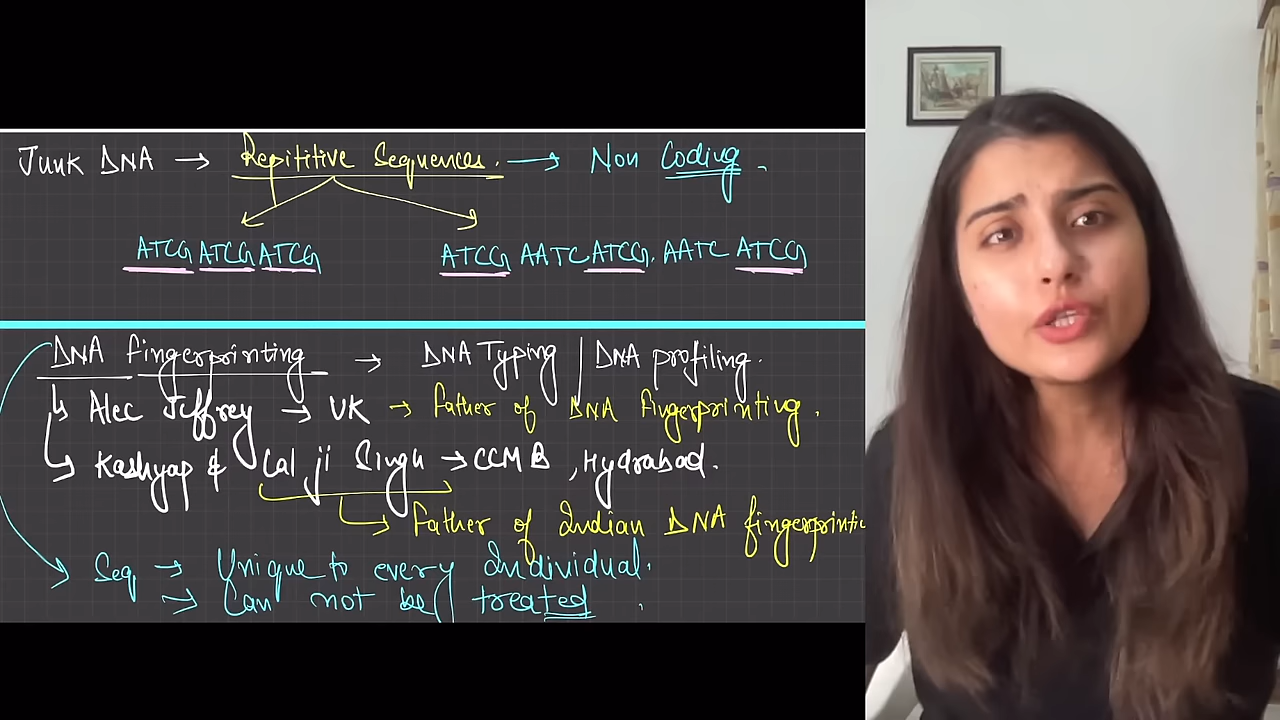 Junk DNA → Repititive Sequences. → Non Coding.
ATCG ATCG ATCG ATCG AATC ATCG. AATC ATCG
DNA fingerprinting → DNA Typing | DNA profiling.
↳ Alec Jeffrey → UK → Father of DNA fingerprinting.
↳ Kashyap & Lal ji Singh → CCMB, Hydrabad.
↳ Father of Indian DNA fingerprintin
Seq → Unique to every Individual.
→ Can not be treated.